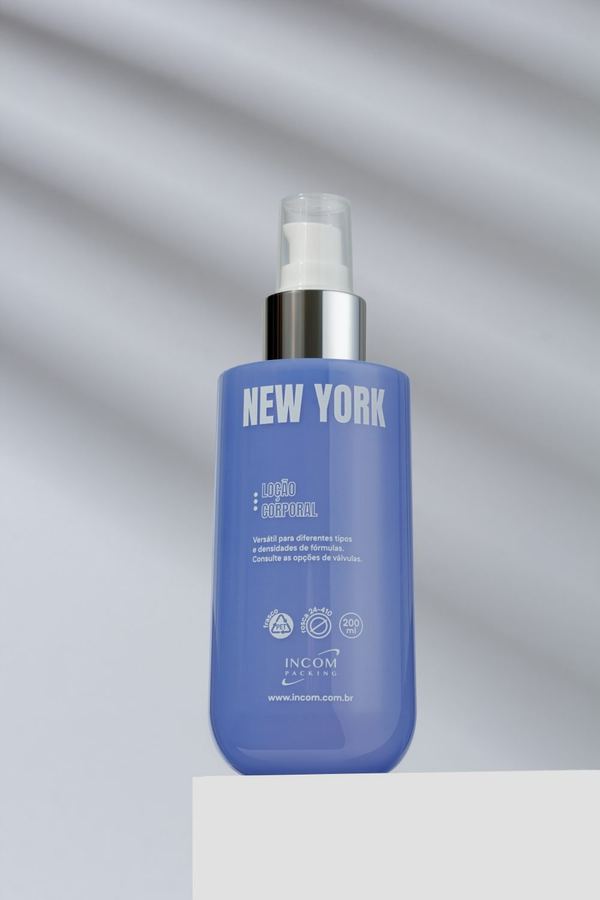 NEW YORK
LOÇÃO
CORPORAL
Versátil para diferentes tipos
e densidades de fórmulas.
Consulte as opções de válvulas.
frasco
PET
rosca 24-410
200
ml
INCOM
PACKING
www.incom.com.br